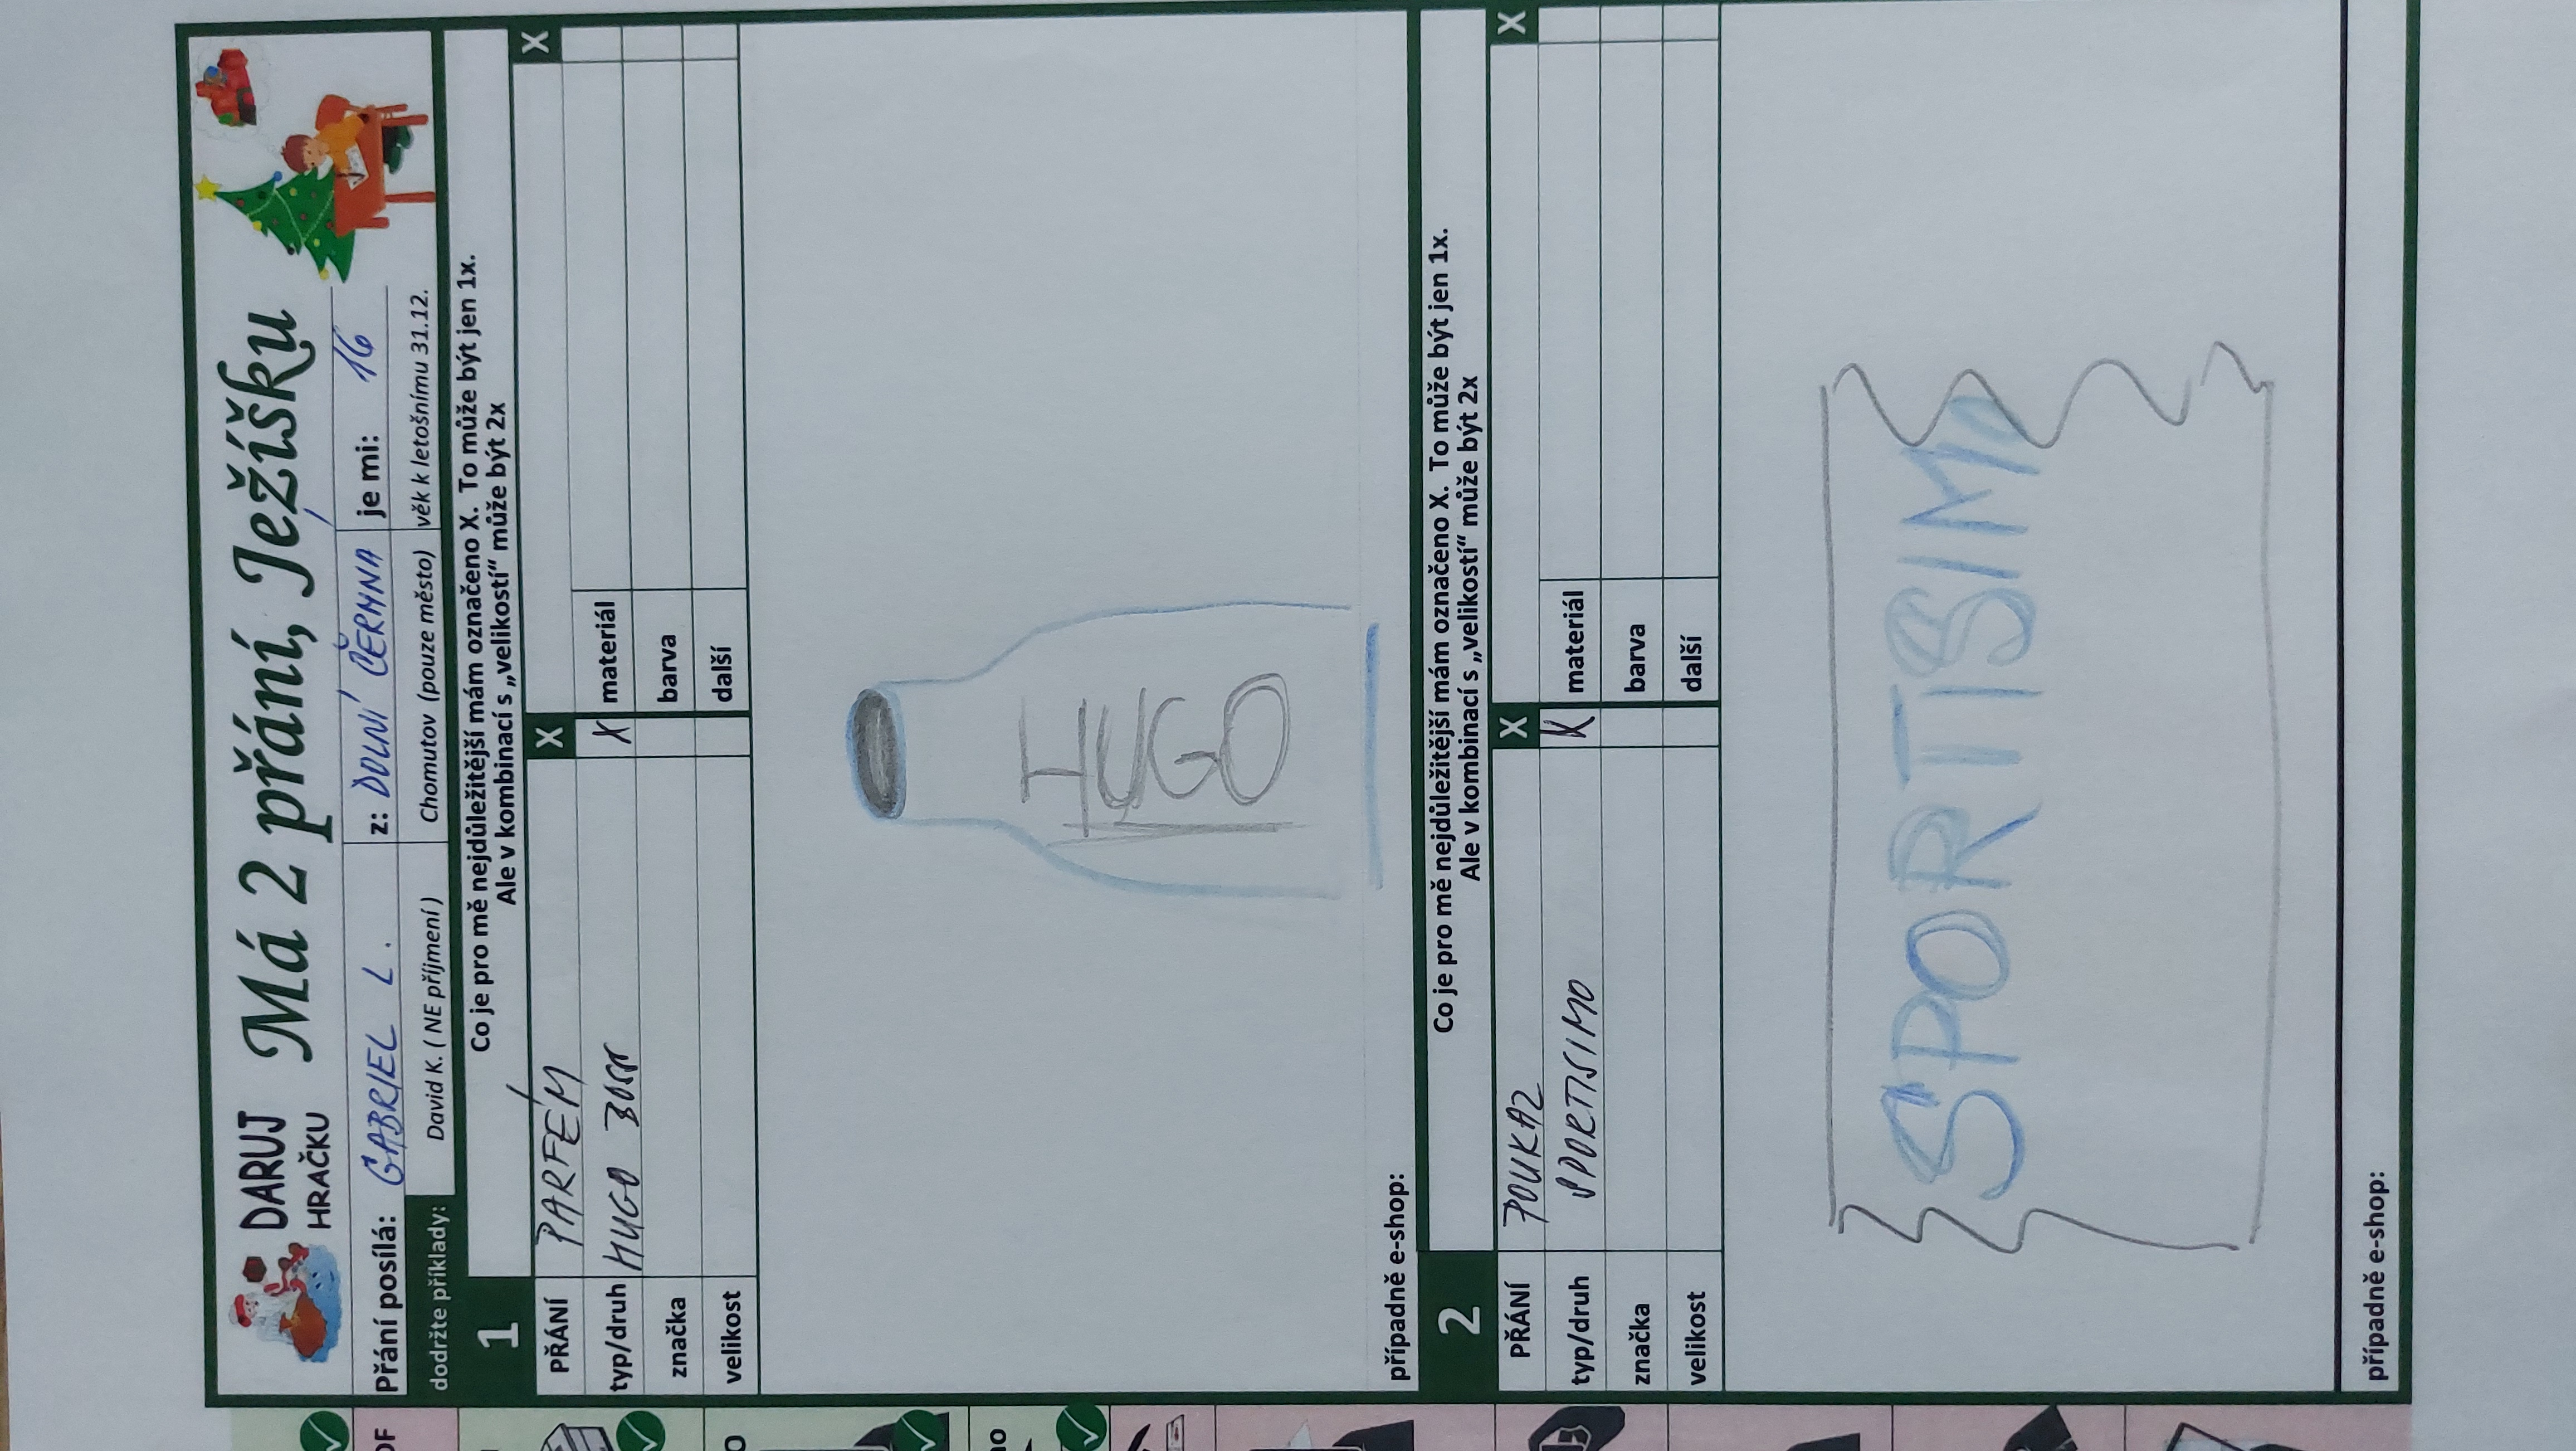 DARUJ
HRAČKU
Má 2 přání, Ježíšku
Přání posílá: GABRIEL L. z: DOLNÍ ČERMNA je mi: 16
dodržte příklady: David K. ( NE příjmení ) Chomutov (pouze město) věk k letošnímu 31.12.
1 Co je pro mě nejdůležitější mám označeno X. To může být jen 1x.
Ale v kombinací s „velikostí“ může být 2x
PŘÁNÍ PARFÉM X X
typ/druh HUGO BOSS X materiál
značka barva
velikost další
HUGO
případně e-shop:
2 Co je pro mě nejdůležitější mám označeno X. To může být jen 1x.
Ale v kombinací s „velikostí“ může být 2x
PŘÁNÍ POUKAZ X X
typ/druh SPORTISIMO X materiál
značka barva
velikost další
SPORTISIMO
případně e-shop: